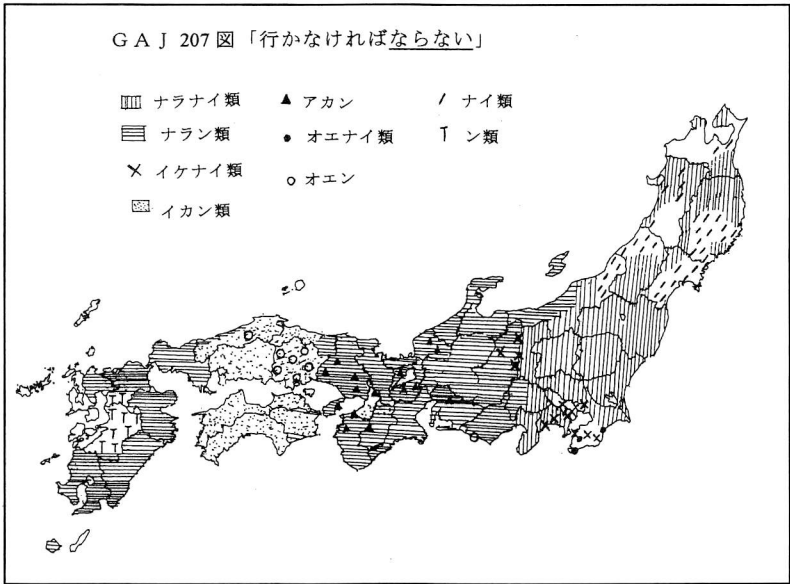 GAJ 207図「行かなければならない」
ナラナイ類
アカン
ナイ類
ナラン類
オエナイ類
ン類
イケナイ類
オエン
イカン類